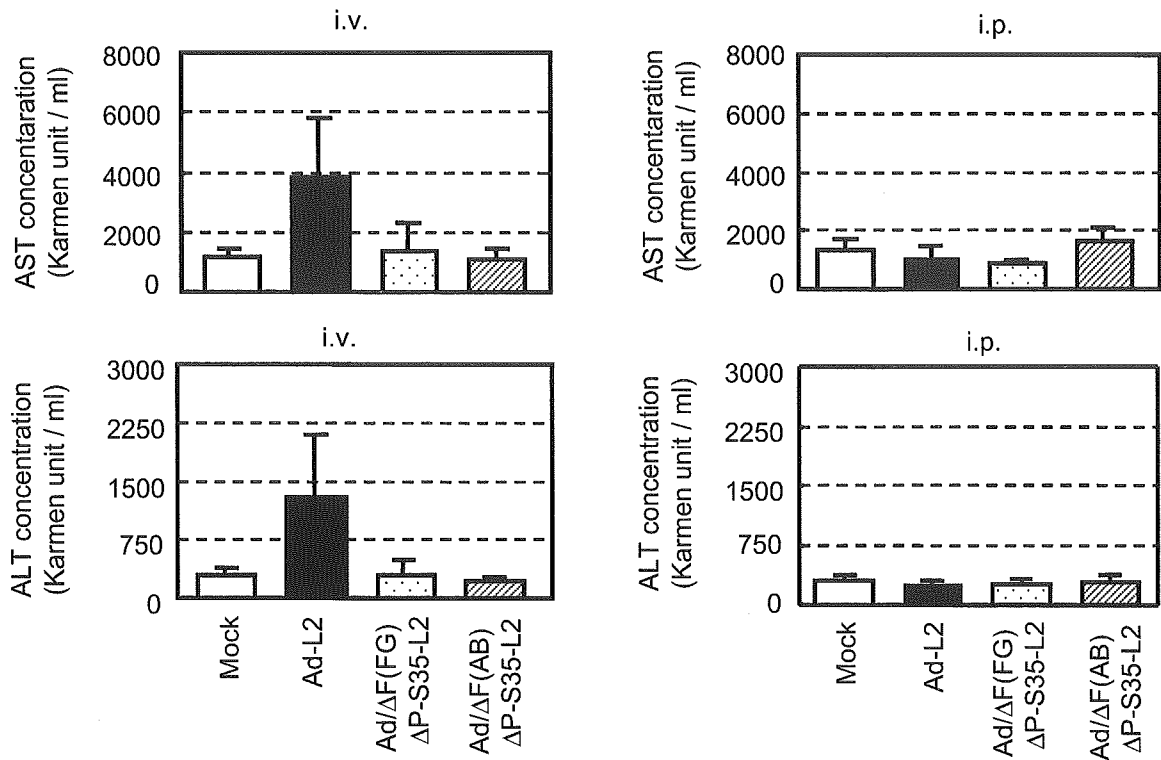 i.v.
AST concentaration
(Karmen unit / ml)
8000
6000
4000
2000
0
i.p.
AST concentration
(Karmen unit / ml)
8000
6000
4000
2000
0
i.v.
ALT concentration
(Karmen unit / ml)
3000
2250
1500
750
0
Mock
Ad-L2
Ad/ΔF(FG)
ΔP-S35-L2
Ad/ΔF(AB)
ΔP-S35-L2
i.p.
ALT concentration
(Karmen unit / ml)
3000
2250
1500
750
0
Mock
Ad-L2
Ad/ΔF(FG)
ΔP-S35-L2
Ad/ΔF(AB)
ΔP-S35-L2